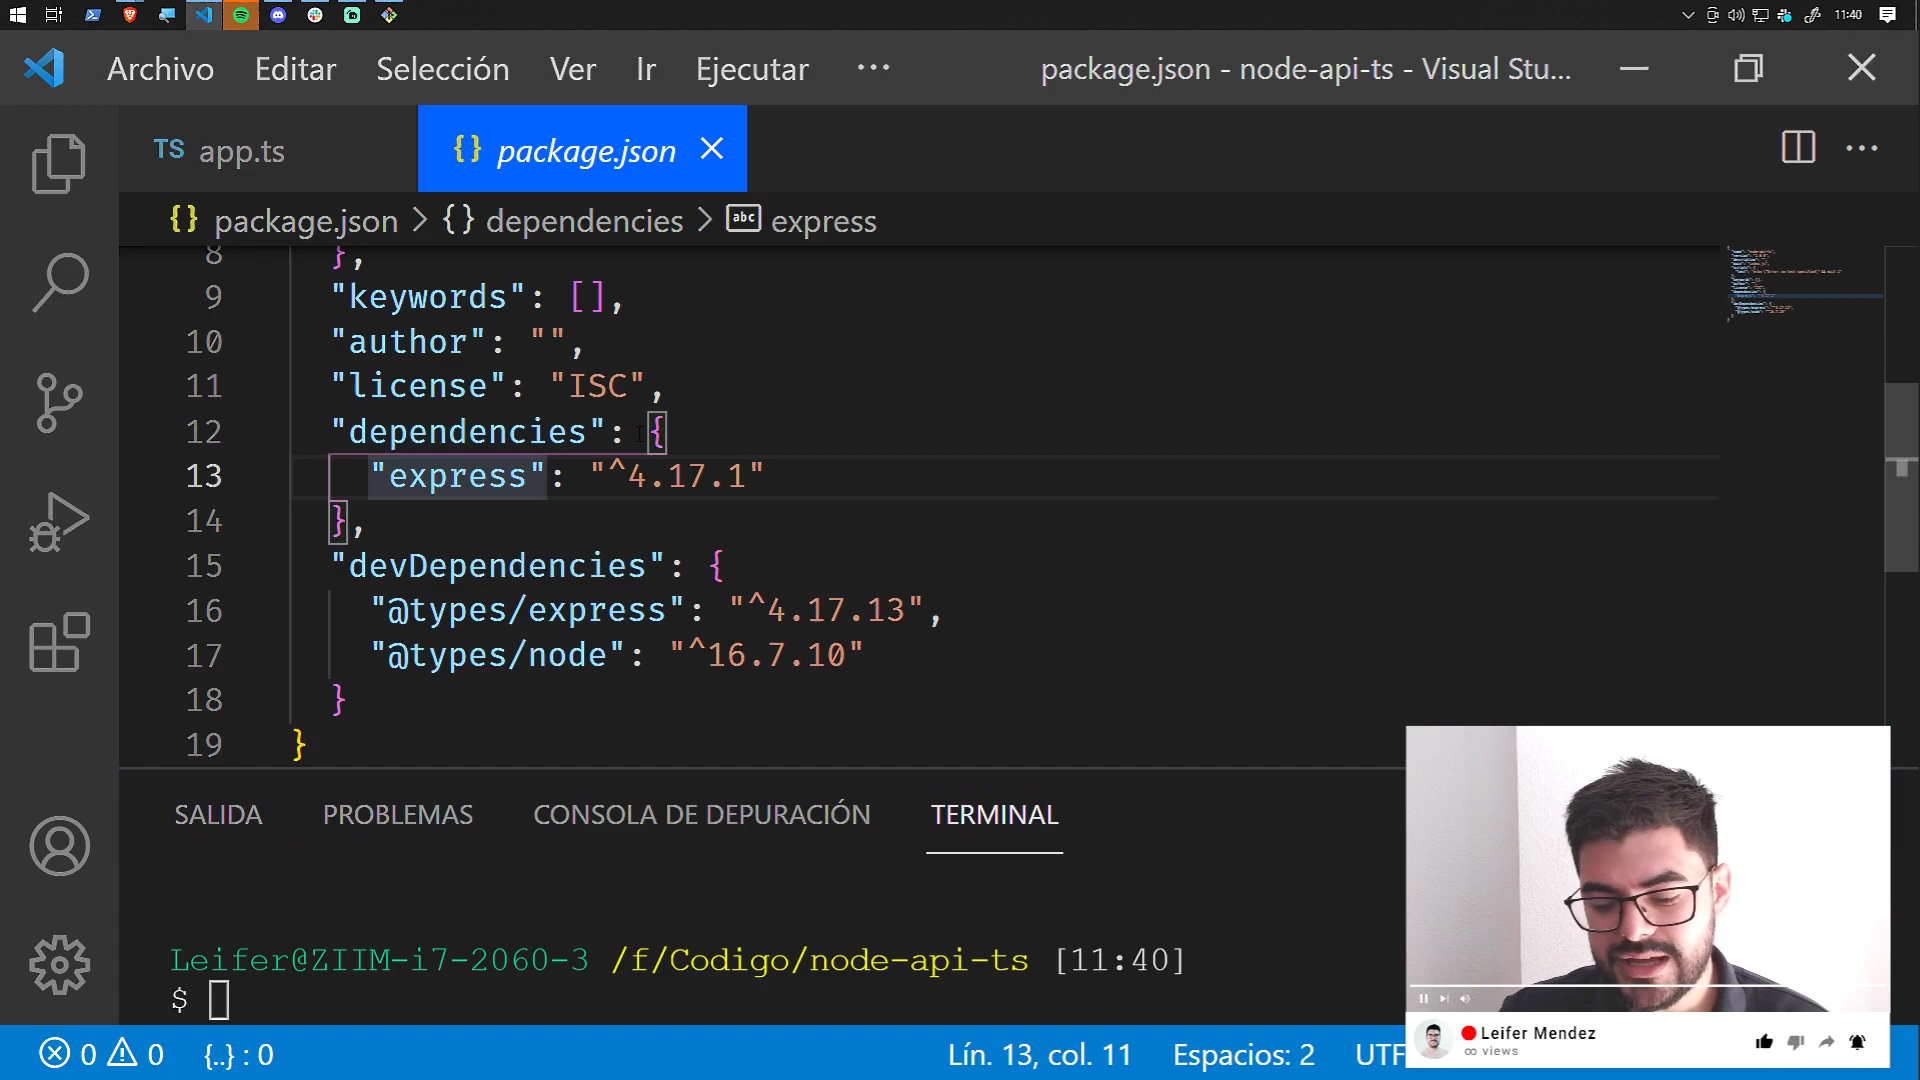 11:40
Archivo Editar Selección Ver Ir Ejecutar ··· package.json - node-api-ts - Visual Stu...
TS app.ts {} package.json
{} package.json > {} dependencies > abc express
8 },
9 "keywords": [],
10 "author": "",
11 "license": "ISC",
12 "dependencies": {
13 "express": "^4.17.1"
14 },
15 "devDependencies": {
16 "@types/express": "^4.17.13",
17 "@types/node": "^16.7.10"
18 }
19 }
SALIDA PROBLEMAS CONSOLA DE DEPURACIÓN TERMINAL
Leifer@ZIIM-i7-2060-3 /f/Codigo/node-api-ts [11:40]
$
Leifer Mendez
∞ views
0 0 {..} : 0 Lín. 13, col. 11 Espacios: 2 UTF